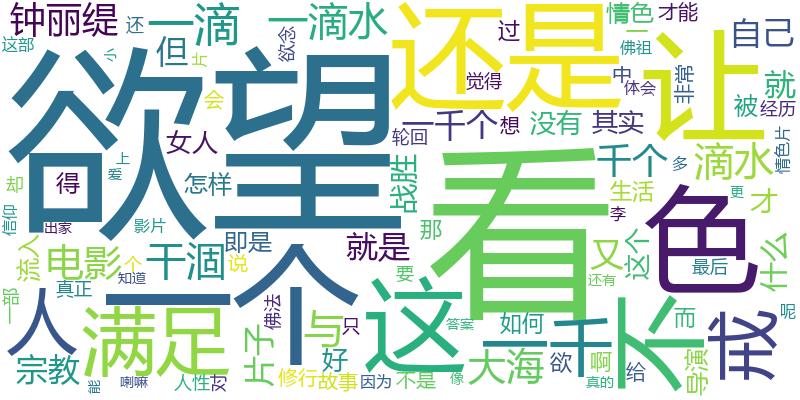 钟丽缇
还
一滴
一滴水
还是
过
情色
一
才能
这部
但
欲念
小
片
佛祖
自己
让
欲望
会
觉得
中
体会
非常
就
看
女人
一千个
想
没有
其实
被
经历
轮回
千个
多
滴水
情色片
却
得
上
爱
怎样
战胜
生活
更
才
信仰
出家
影片
即是
那
李
色
流入
电影
个
干涸
说
就是
又
这个
最后
什么
一部
真正
知道
一个
佛法
要
这
还有
人
满足
与
只
答案
一千
如何
不
而
戒
呢
宗教
片子
好
大海
欲
啊
导演
能
喇嘛
人性
对
修行
故事
因为
不是
像
真的
给